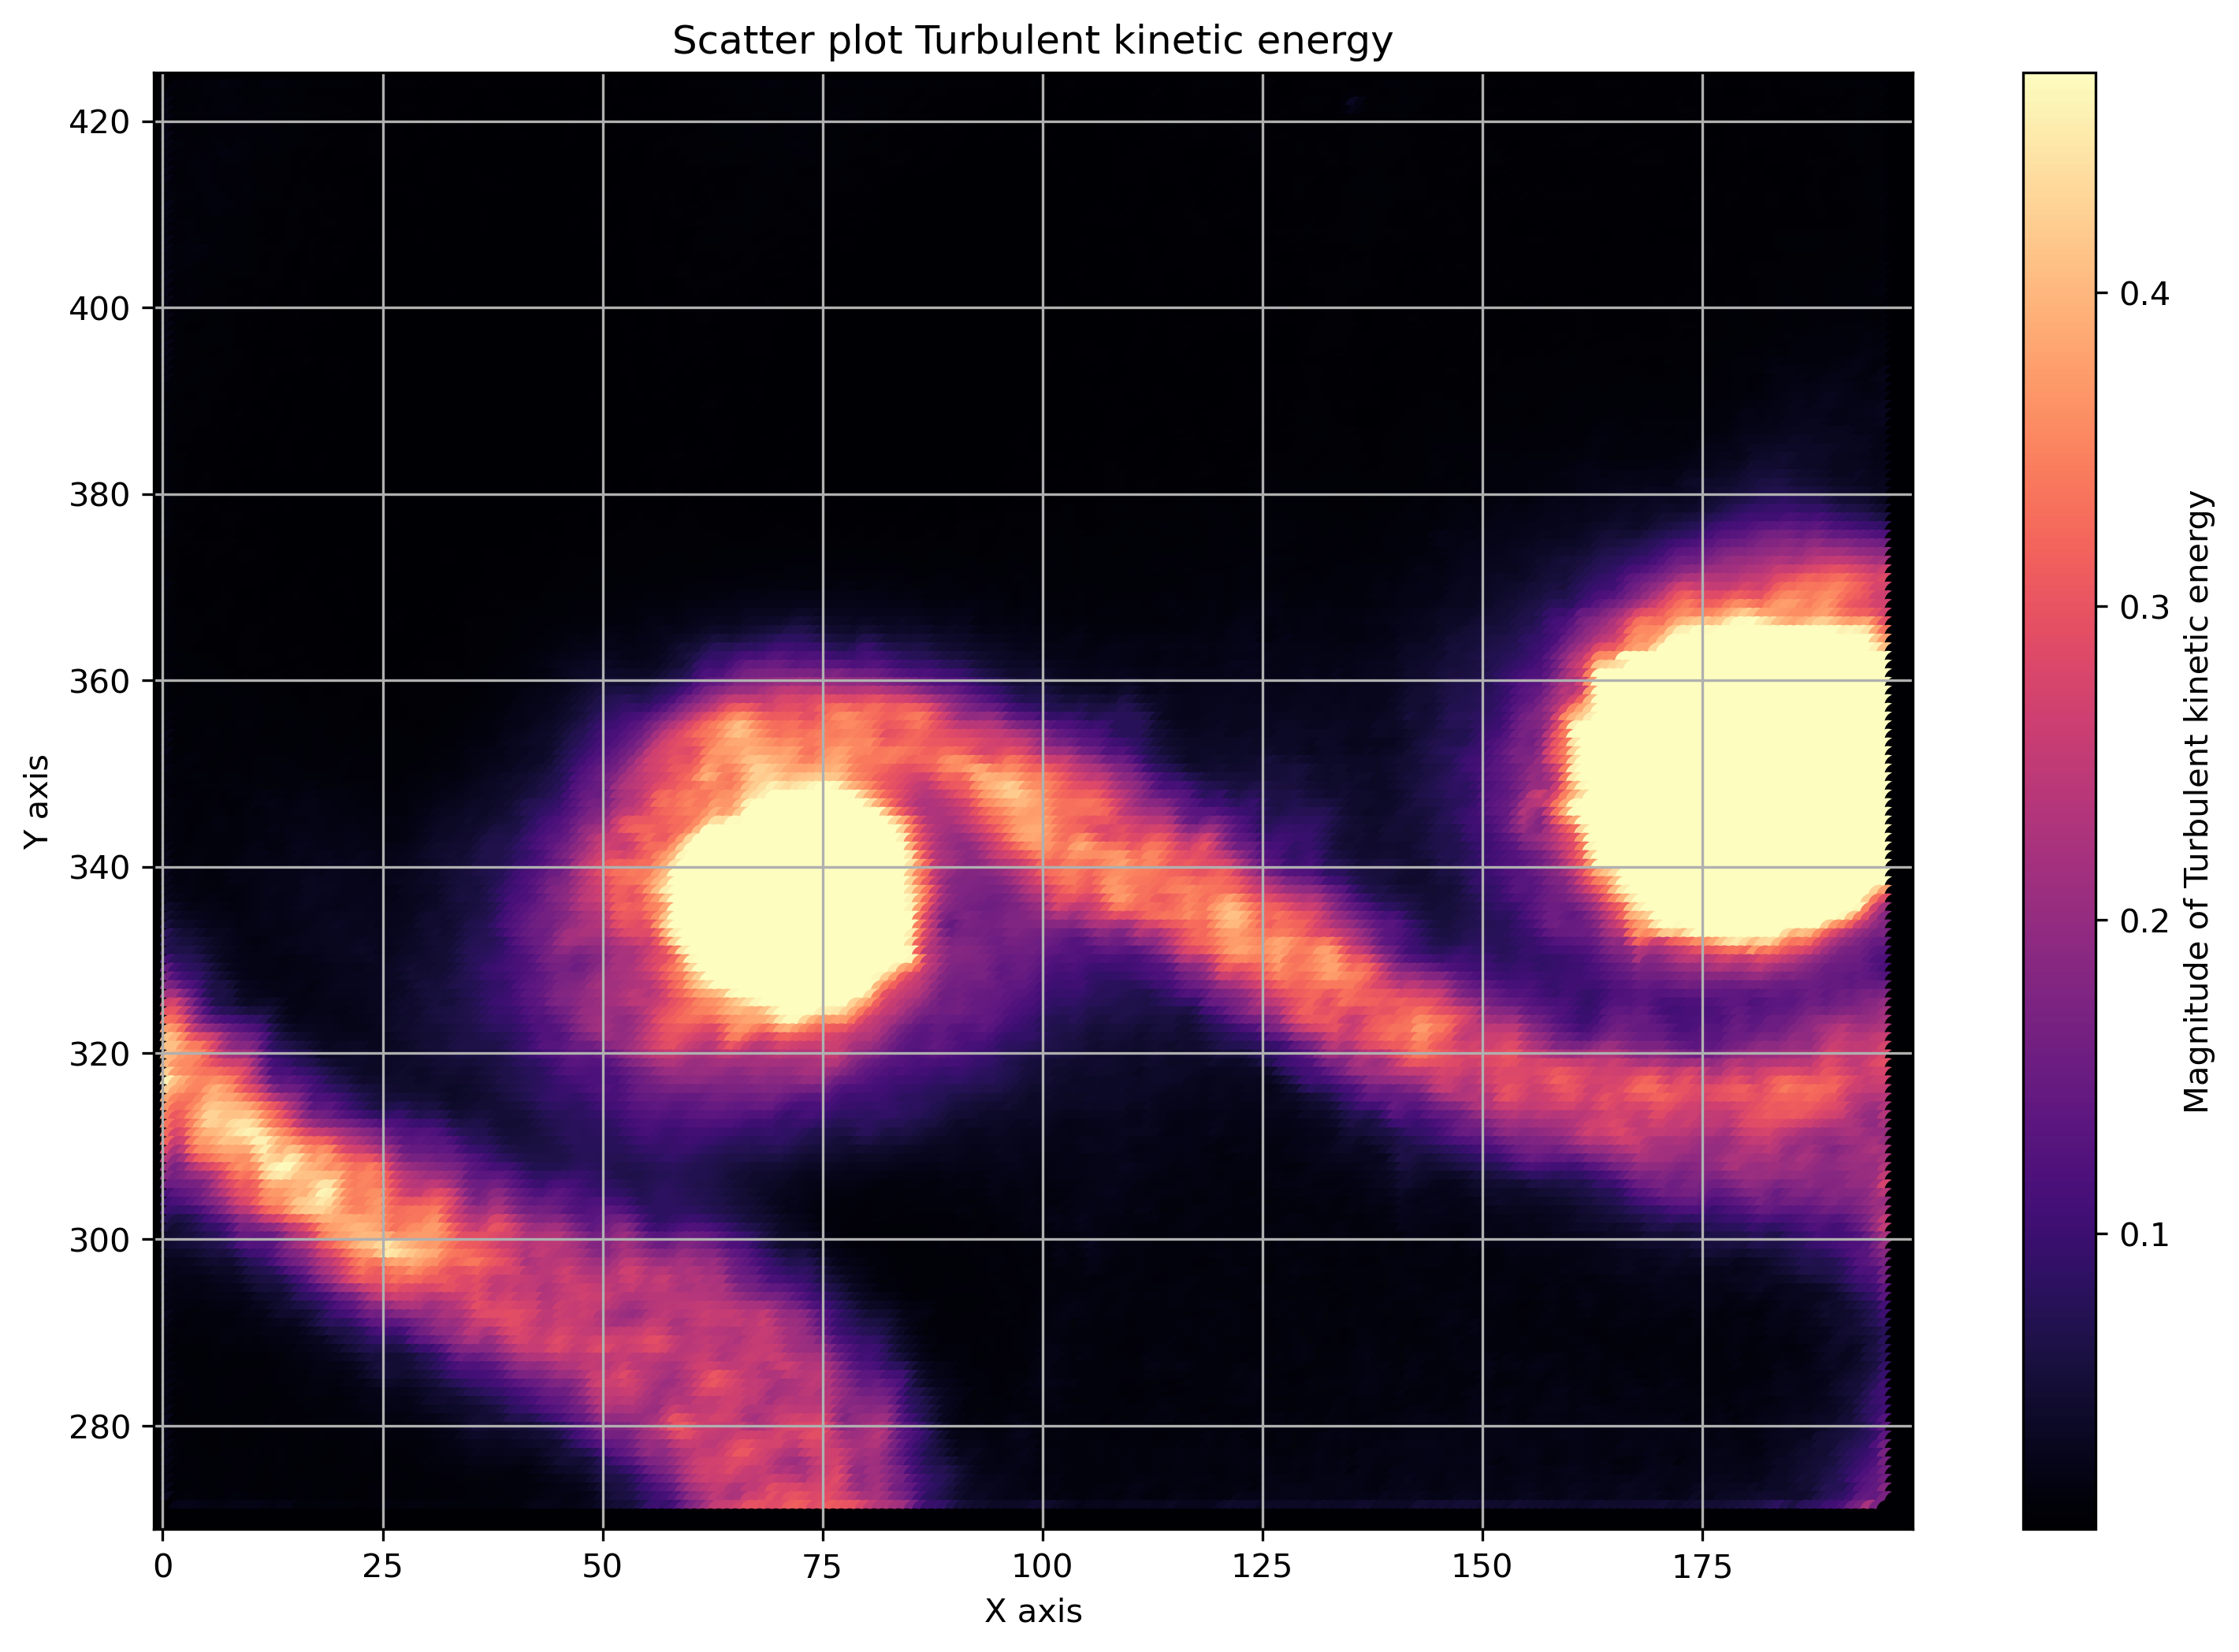 Scatter plot Turbulent kinetic energy
420
400
380
360
340
320
300
280
Y axis
0 25 50 75 100 125 150 175
X axis
0.4
0.3
0.2
0.1
Magnitude of Turbulent kinetic energy